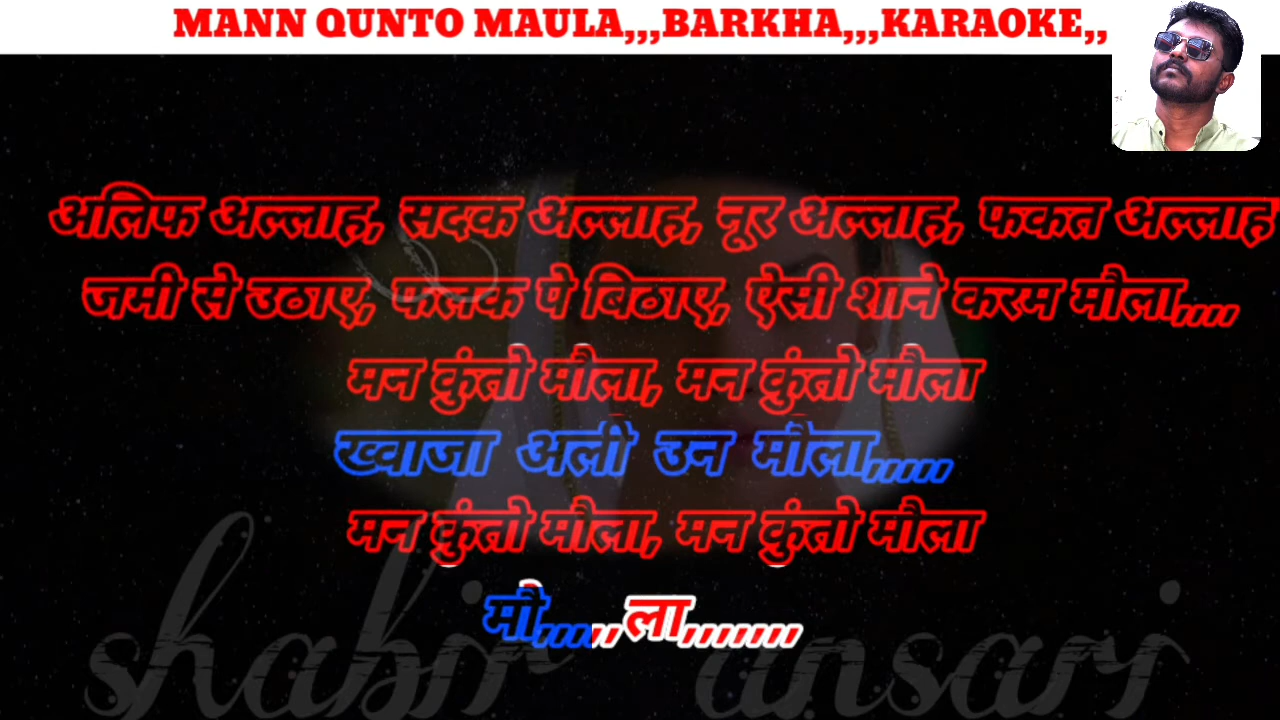 MANN QUNTO MAULA,,,BARKHA,,,KARAOKE,,
अलिफ अल्लाह, सदक अल्लाह, नूर अल्लाह, फकत अल्लाह
जमी से उठाए, फलक पे बिठाए, ऐसी शाने करम मौला,,,,
मन कुंतो मौला, मन कुंतो मौला
ख्वाजा अली उन मौला,,,,,
मन कुंतो मौला, मन कुंतो मौला
मौ,,,,,,ला,,,,,,,,
shabir ansari